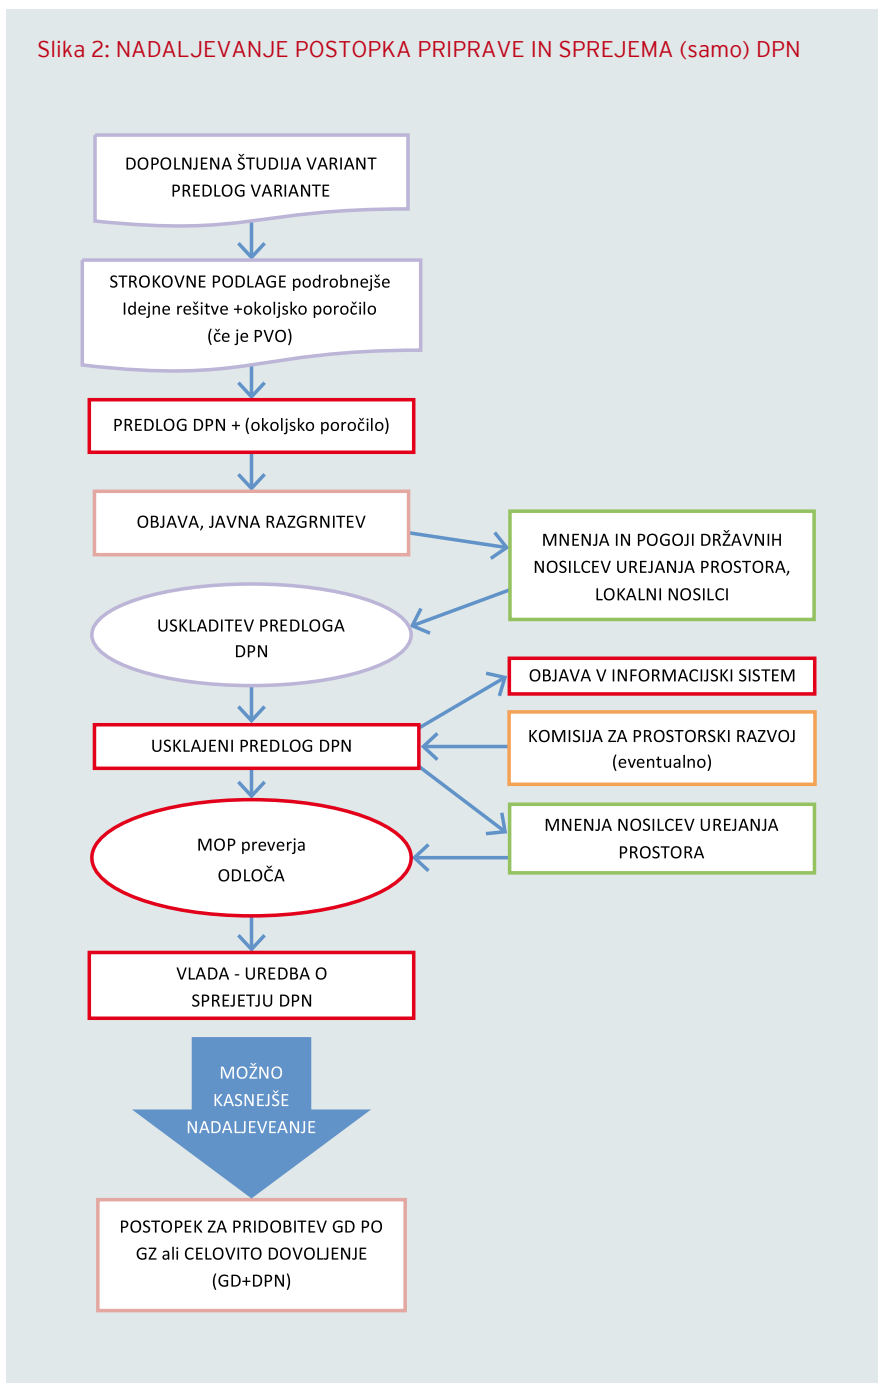 Slika 2: NADALJEVANJE POSTOPKA PRIPRAVE IN SPREJEMA (samo) DPN
DOPOLNJENA ŠTUDIJA VARIANT
PREDLOG VARIANTE
STROKOVNE PODLAGE podrobnejše
Idejne rešitve +okoljsko poročilo
(če je PVO)
PREDLOG DPN + (okoljsko poročilo)
OBJAVA, JAVNA RAZGRNITEV
MNENJA IN POGOJI DRŽAVNIH
NOSILCEV UREJANJA PROSTORA,
LOKALNI NOSILCI
USKLADITEV PREDLOGA
DPN
OBJAVA V INFORMACIJSKI SISTEM
USKLAJENI PREDLOG DPN
KOMISIJA ZA PROSTORSKI RAZVOJ
(eventualno)
MNENJA NOSILCEV UREJANJA
PROSTORA
MOP preverja
ODLOČA
VLADA - UREDBA O
SPREJETJU DPN
MOŽNO
KASNEJŠE
NADALJEVEANJE
POSTOPEK ZA PRIDOBITEV GD PO
GZ ali CELOVITO DOVOLJENJE
(GD+DPN)